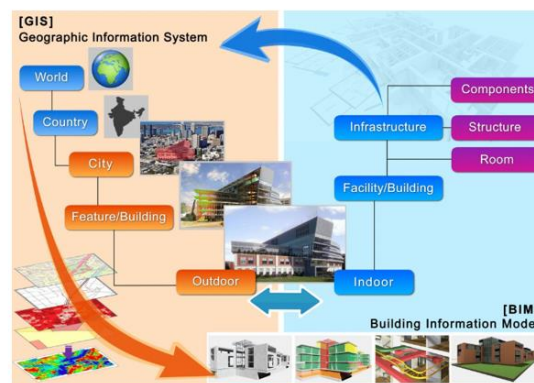 [GIS]
Geographic Information System
World
Country
City
Feature/Building
Outdoor
Components
Infrastructure
Structure
Room
Facility/Building
Indoor
[BIM
Building Information Mode